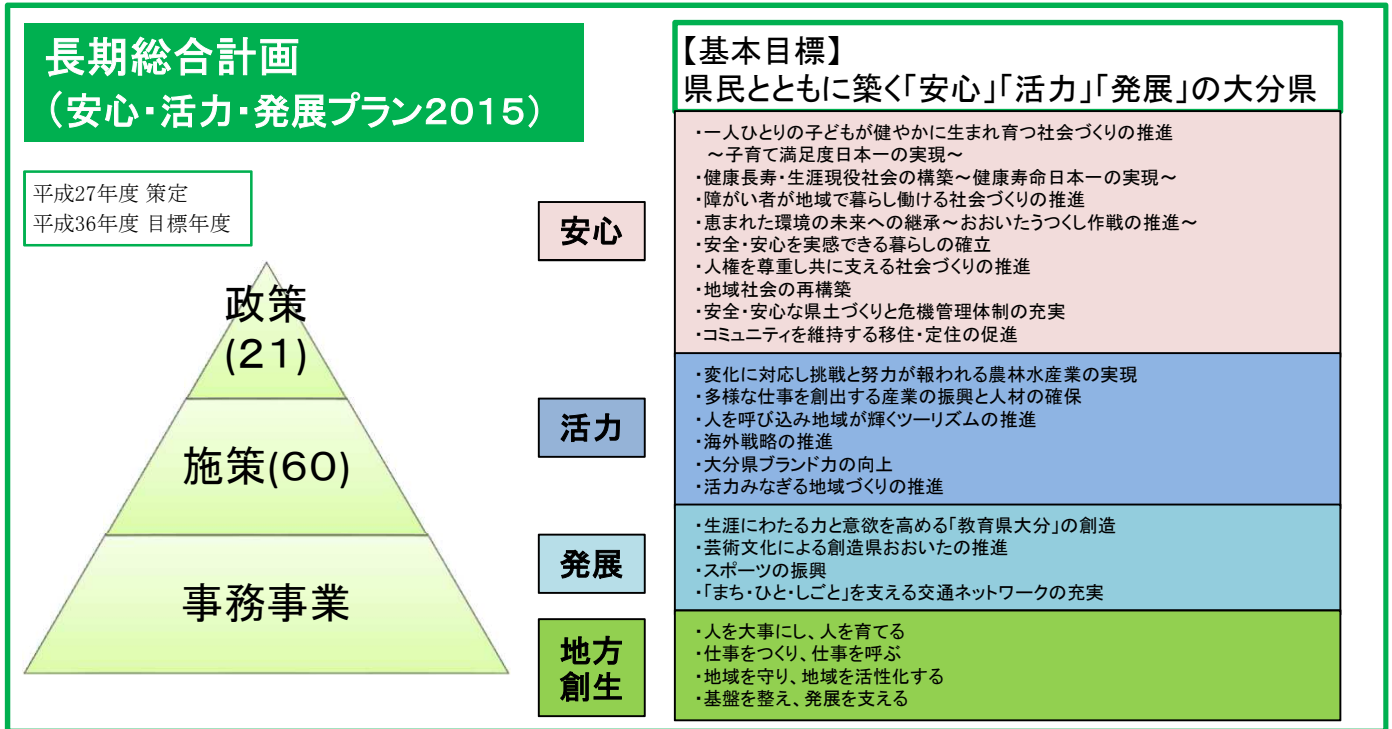 長期総合計画
（安心・活力・発展プラン2015）
平成27年度 策定
平成36年度 目標年度
政策
(21)
施策(60)
事務事業
【基本目標】
県民とともに築く「安心」「活力」「発展」の大分県
安心
・一人ひとりの子どもが健やかに生まれ育つ社会づくりの推進
～子育て満足度日本一の実現～
・健康長寿・生涯現役社会の構築～健康寿命日本一の実現～
・障がい者が地域で暮らし働ける社会づくりの推進
・恵まれた環境の未来への継承～おおいたうつくし作戦の推進～
・安全・安心を実感できる暮らしの確立
・人権を尊重し共に支える社会づくりの推進
・地域社会の再構築
・安全・安心な県土づくりと危機管理体制の充実
・コミュニティを維持する移住・定住の促進
活力
・変化に対応し挑戦と努力が報われる農林水産業の実現
・多様な仕事を創出する産業の振興と人材の確保
・人を呼び込み地域が輝くツーリズムの推進
・海外戦略の推進
・大分県ブランド力の向上
・活力みなぎる地域づくりの推進
発展
・生涯にわたる力と意欲を高める「教育県大分」の創造
・芸術文化による創造県おおいたの推進
・スポーツの振興
・「まち・ひと・しごと」を支える交通ネットワークの充実
地方
創生
・人を大事にし、人を育てる
・仕事をつくり、仕事を呼ぶ
・地域を守り、地域を活性化する
・基盤を整え、発展を支える